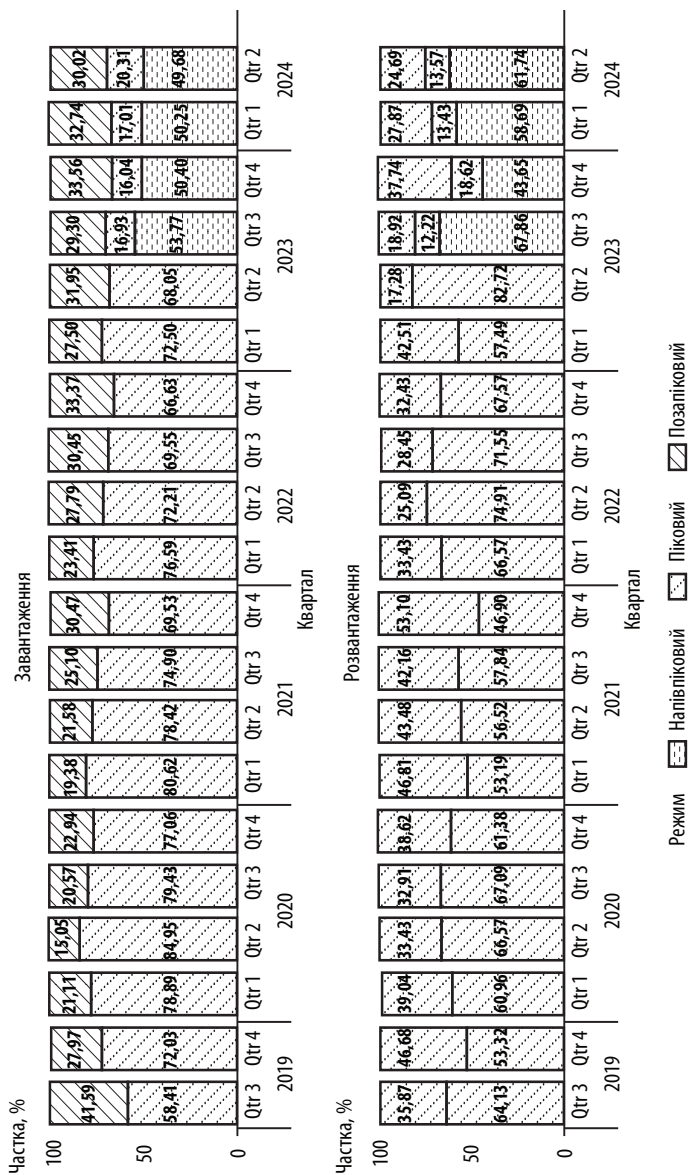 Завантаження
Частка, %
100
50
0
41,59 27,97 21,11 15,05 20,57 22,94 19,38 21,58 25,10 30,47 23,41 27,79 30,45 33,37 27,50 31,95 29,30 33,56 32,74 30,02
16,93 16,04 17,01 20,31
58,41 72,03 78,89 84,95 79,43 77,06 80,62 78,42 74,90 69,53 76,59 72,21 69,55 66,63 72,50 68,05 53,77 50,40 50,25 49,68
Qtr 3 Qtr 4 Qtr 1 Qtr 2 Qtr 3 Qtr 4 Qtr 1 Qtr 2 Qtr 3 Qtr 4 Qtr 1 Qtr 2 Qtr 3 Qtr 4 Qtr 1 Qtr 2 Qtr 3 Qtr 4 Qtr 1 Qtr 2
2019 2020 2021 2022 2023 2024
Квартал
Розвантаження
Частка, %
100
50
0
35,87 46,68 39,04 33,43 32,91 38,62 46,81 43,48 42,16 53,10 33,43 25,09 28,45 32,43 42,51 17,28 18,92 37,74 27,87 24,69
12,22 18,62 13,43 13,57
64,13 53,32 60,96 66,57 67,09 61,38 53,19 56,52 57,84 46,90 66,57 74,91 71,55 67,57 57,49 82,72 67,86 43,65 58,69 61,74
Qtr 3 Qtr 4 Qtr 1 Qtr 2 Qtr 3 Qtr 4 Qtr 1 Qtr 2 Qtr 3 Qtr 4 Qtr 1 Qtr 2 Qtr 3 Qtr 4 Qtr 1 Qtr 2 Qtr 3 Qtr 4 Qtr 1 Qtr 2
2019 2020 2021 2022 2023 2024
Квартал
Режим Напівпіковий Піковий Позапіковий